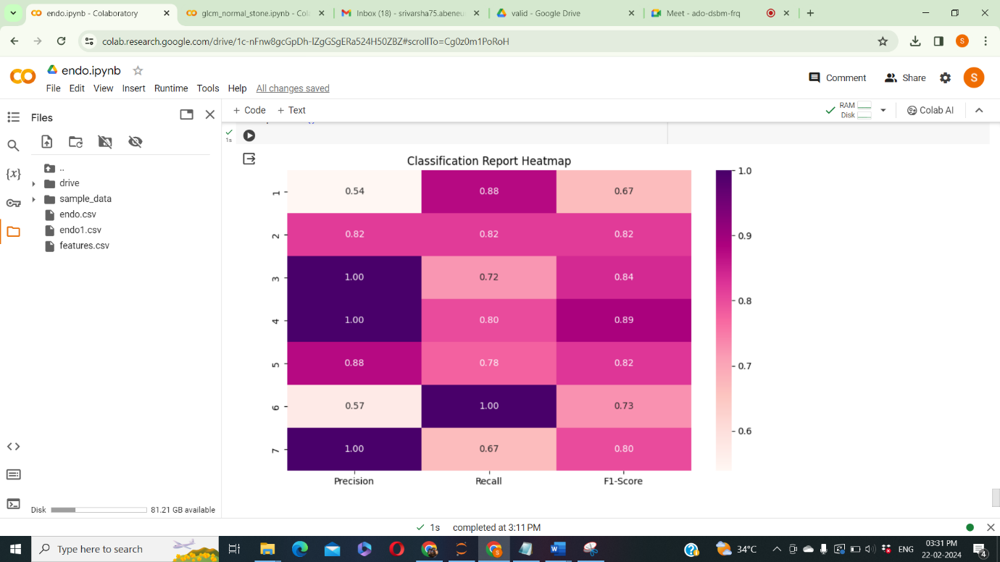 endo.ipynb - Colaboratory
glcm_normal_stone.ipynb - Col
Inbox (18) - srivarsha75.abeneu
valid - Google Drive
Meet - ado-dsbm-frq
colab.research.google.com/drive/1c-nFnw8gcGpDh-lZgGSgERa524H50ZBZ#scrollTo=Cg0z0m1PoRoH
S
endo.ipynb
Comment
Share
S
File Edit View Insert Runtime Tools Help All changes saved
Files
+ Code + Text
RAM
Disk
Colab AI
1s
{x}
..
drive
sample_data
endo.csv
endo1.csv
features.csv
Classification Report Heatmap
1 0.54 0.88 0.67
2 0.82 0.82 0.82
3 1.00 0.72 0.84
4 1.00 0.80 0.89
5 0.88 0.78 0.82
6 0.57 1.00 0.73
7 1.00 0.67 0.80
Precision Recall F1-Score
1.0
0.9
0.8
0.7
0.6
Disk 81.21 GB available
1s completed at 3:11 PM
Type here to search
34°C
ENG
03:31 PM
22-02-2024
4